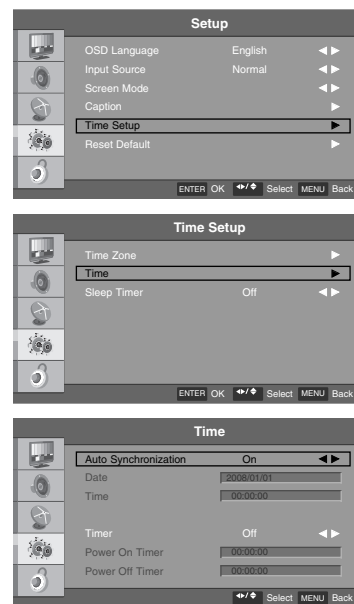 Setup
OSD Language English
Input Source Normal
Screen Mode
Caption
Time Setup
Reset Default
ENTER OK Select MENU Back
Time Setup
Time Zone
Time
Sleep Timer Off
ENTER OK Select MENU Back
Time
Auto Synchronization On
Date 2008/01/01
Time 00:00:00
Timer Off
Power On Timer 00:00:00
Power Off Timer 00:00:00
Select MENU Back